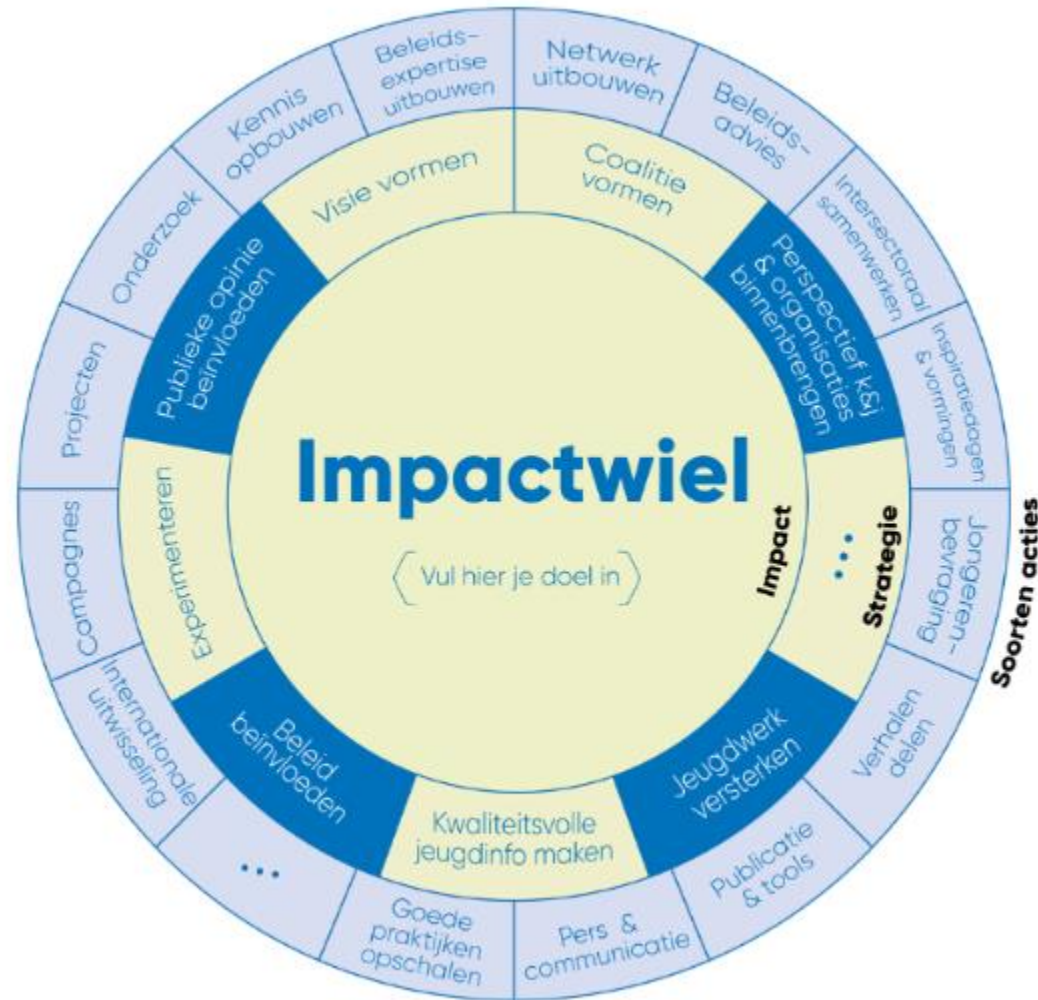 Impactwiel
Vul hier je doel in
Impact
Strategie
Soorten acties
Visie vormen
Coalitie
vormen
Perspectief k&j
& organisaties
binnenbrengen
...
Jeugdwerk
versterken
Kwaliteitsvolle
jeugdinfo maken
Beleid
beïnvloeden
Experimenteren
Publieke opinie
beïnvloeden
Beleids-
expertise
uitbouwen
Netwerk
uitbouwen
Beleids-
advies
Intersectoraal
samenwerken
Inspiratiedagen
& vormingen
Jongeren-
bevraging
Verhalen
delen
Publicatie
& tools
Pers &
communicatie
Goede
praktijken
opschalen
...
Internationale
uitwisseling
Campagnes
Projecten
Onderzoek
Kennis
opbouwen